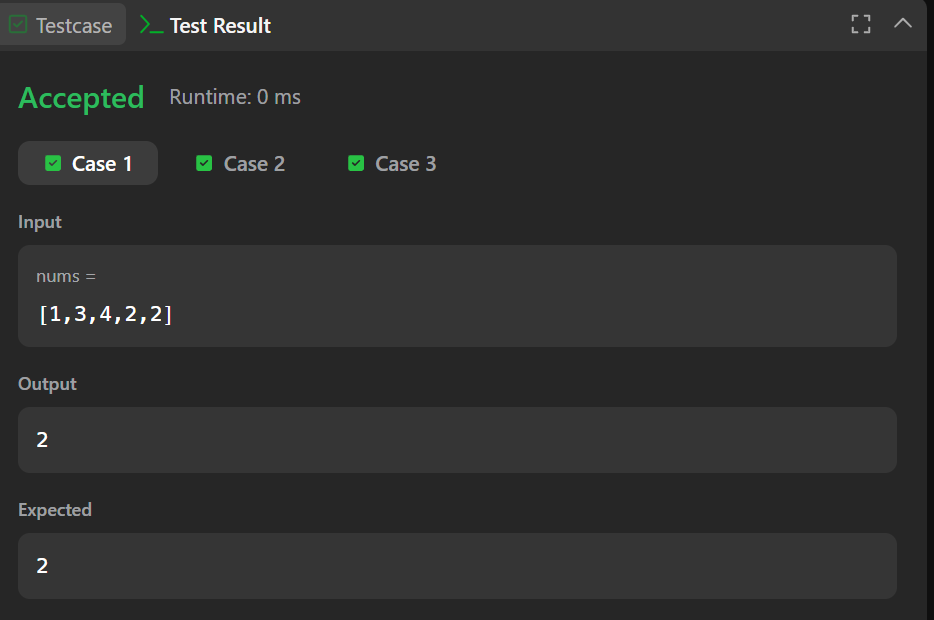 Testcase >_ Test Result
Accepted Runtime: 0 ms
Case 1 Case 2 Case 3
Input
nums =
[1,3,4,2,2]
Output
2
Expected
2